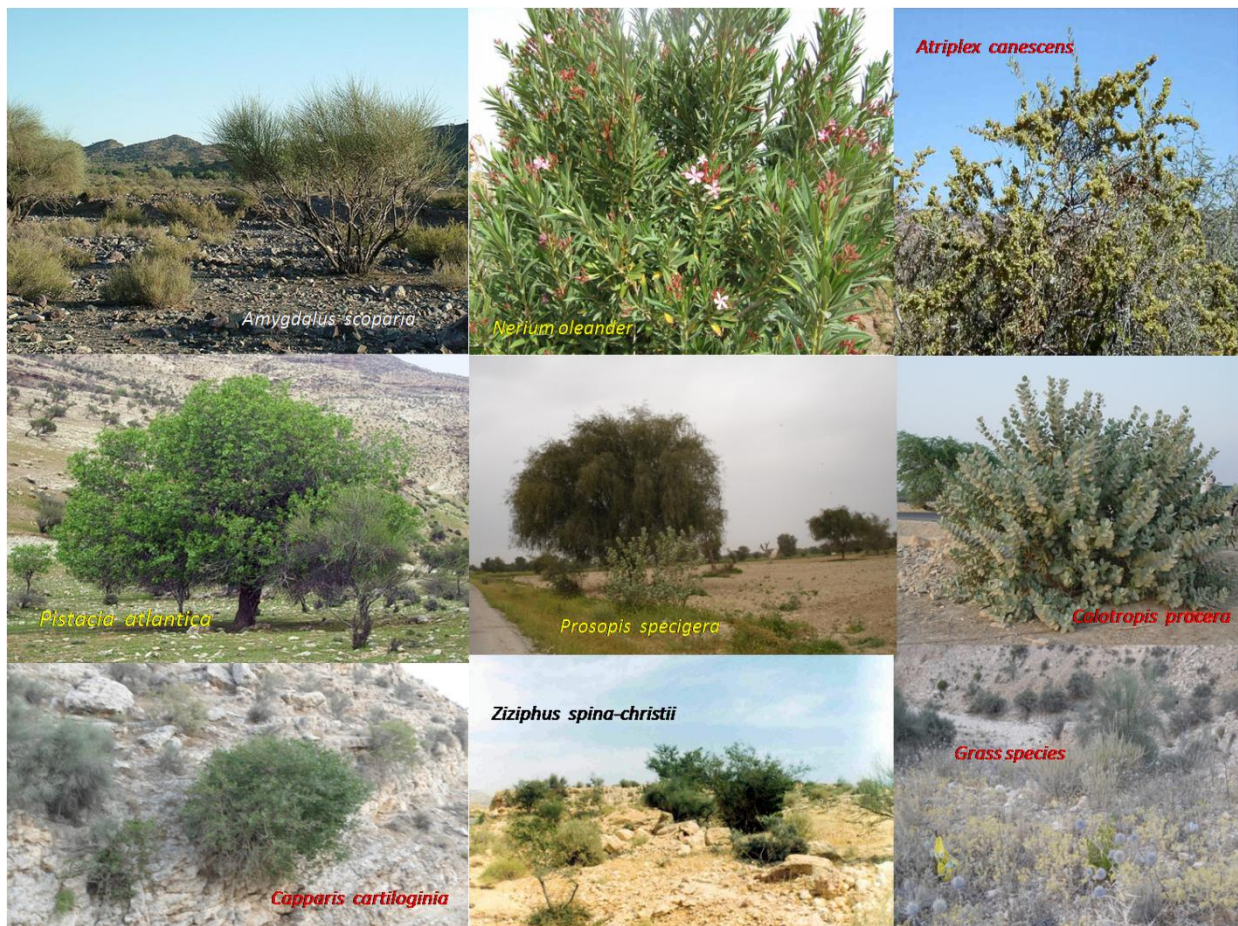 Amygdalus scoparia
Nerium oleander
Atriplex canescens
Pistacia atlantica
Prosopis specigera
Calotropis procera
Capparis cartiloginia
Ziziphus spina-christii
Grass species